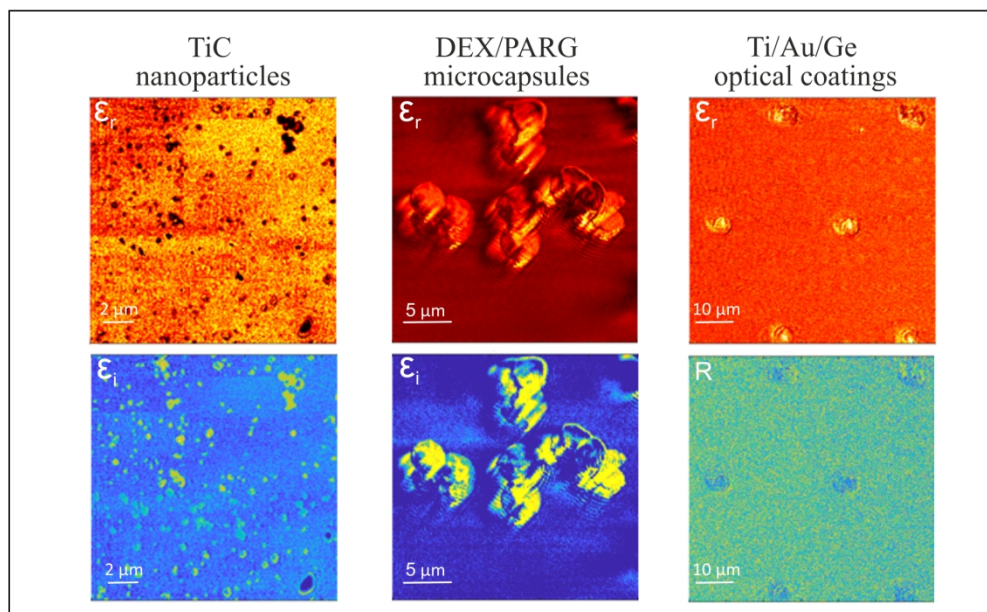 TiC
nanoparticles
DEX/PARG
microcapsules
Ti/Au/Ge
optical coatings
εr
2 μm
εr
5 μm
εr
10 μm
εi
2 μm
εi
5 μm
R
10 μm